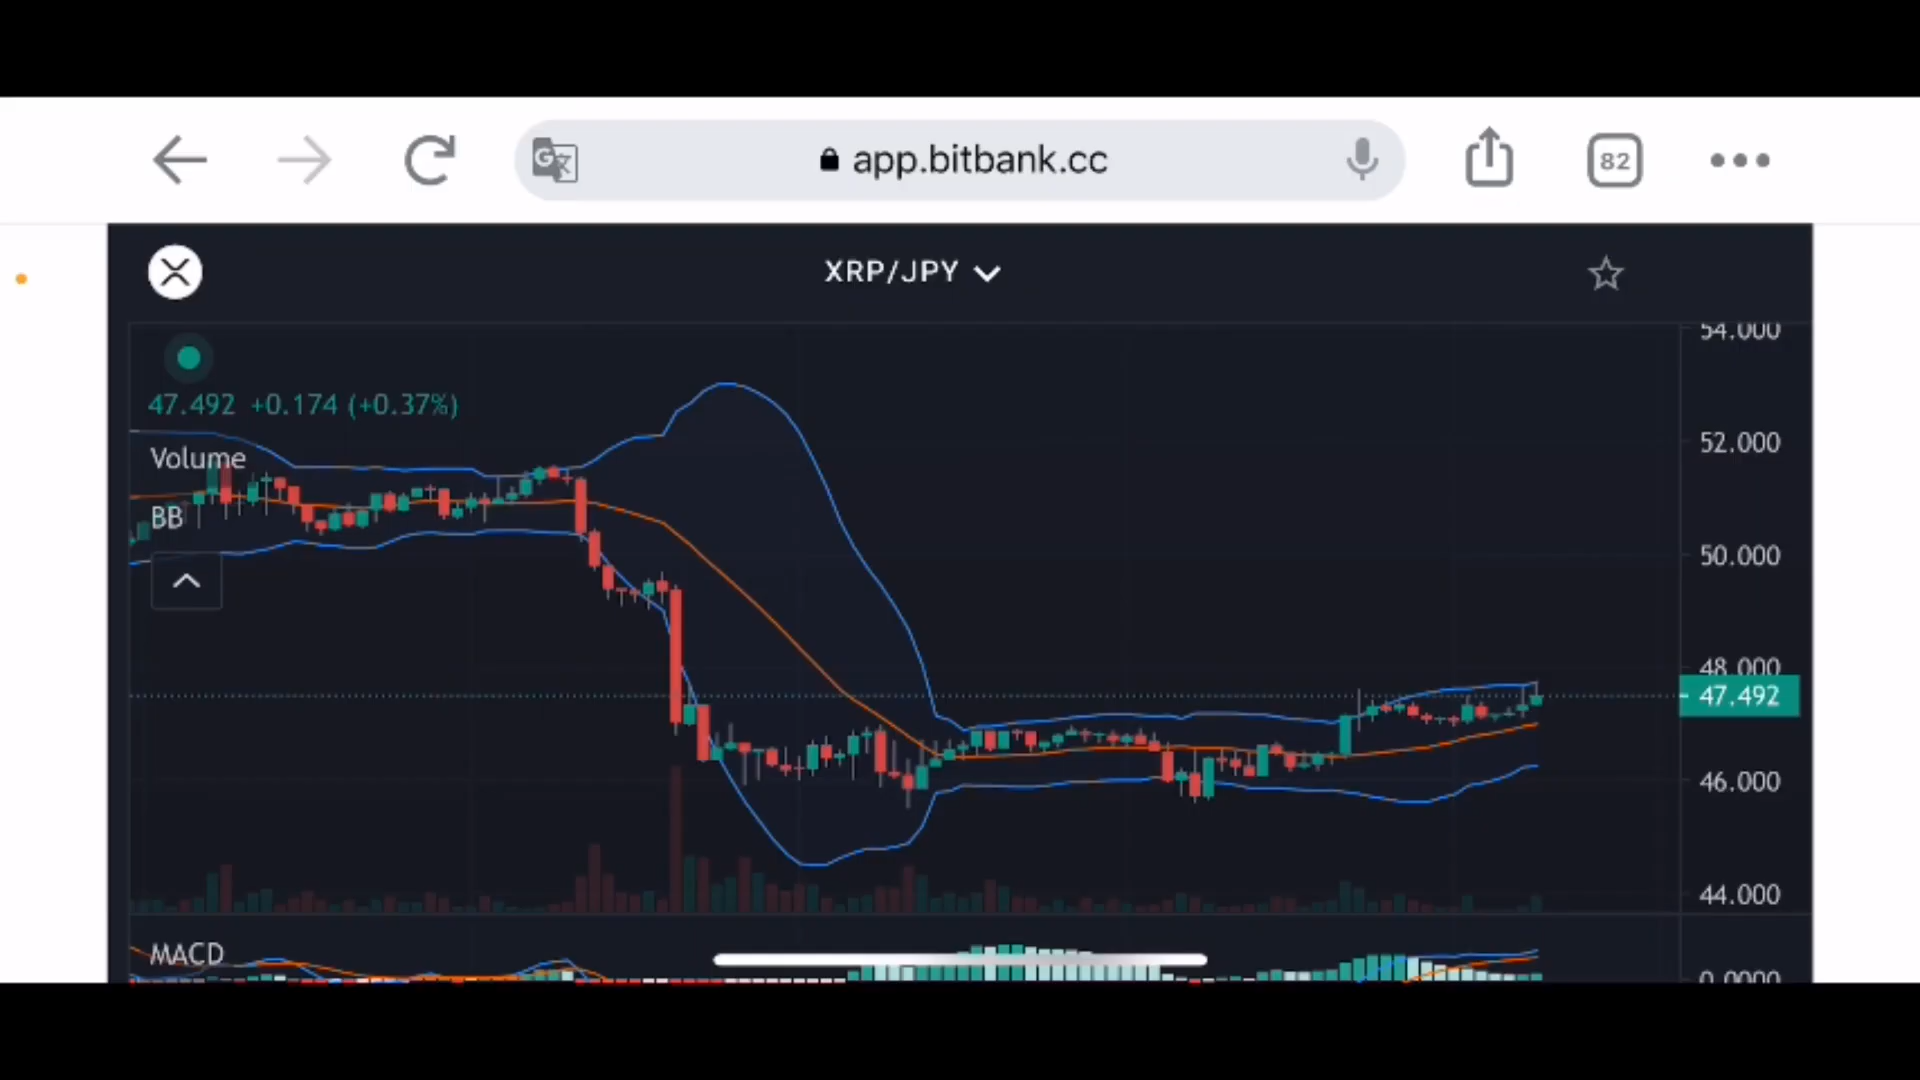 app.bitbank.cc
82
XRP/JPY
54.000
47.492 +0.174 (+0.37%)
52.000
Volume
BB
50.000
48.000
47.492
46.000
44.000
MACD
0.0000